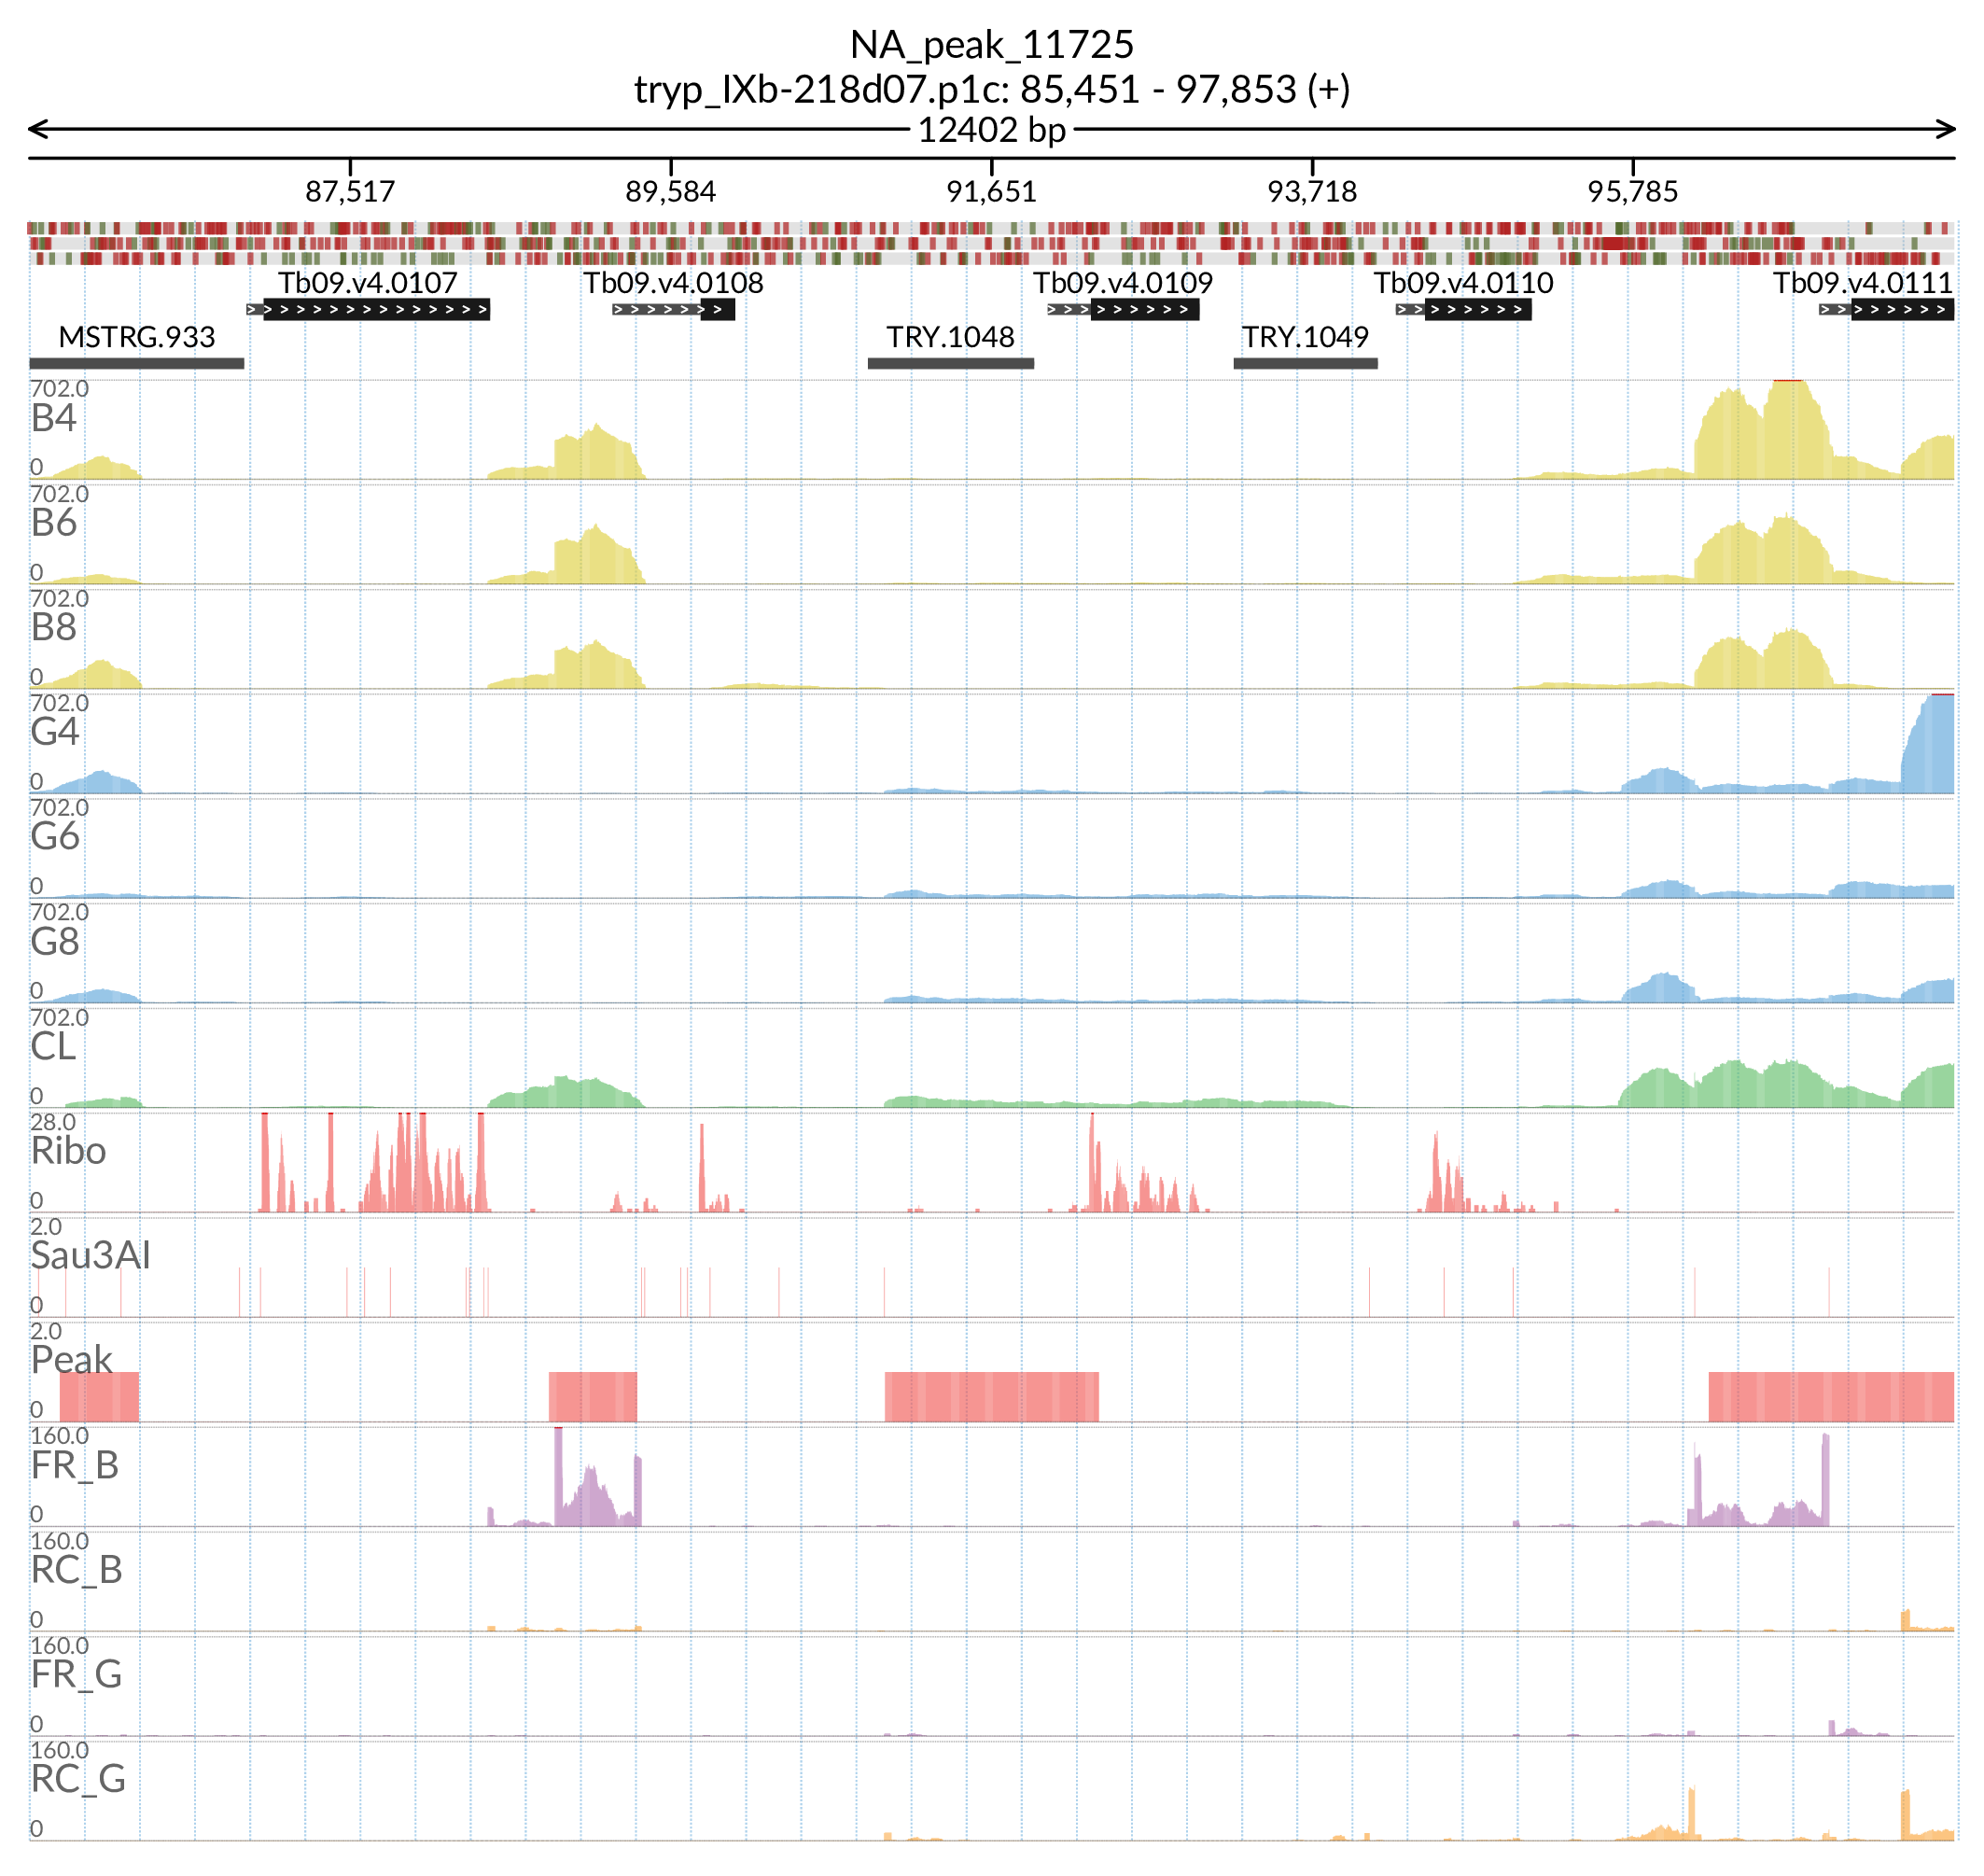 NA_peak_11725
tryp_IXb-218d07.p1c: 85,451 - 97,853 (+)
12402 bp
87,517 89,584 91,651 93,718 95,785
Tb09.v4.0107 Tb09.v4.0108 Tb09.v4.0109 Tb09.v4.0110 Tb09.v4.0111
MSTRG.933 TRY.1048 TRY.1049
702.0
B4
0
702.0
B6
0
702.0
B8
0
702.0
G4
0
702.0
G6
0
702.0
G8
0
702.0
CL
0
28.0
Ribo
0
2.0
Sau3AI
0
2.0
Peak
0
160.0
FR_B
0
160.0
RC_B
0
160.0
FR_G
0
160.0
RC_G
0